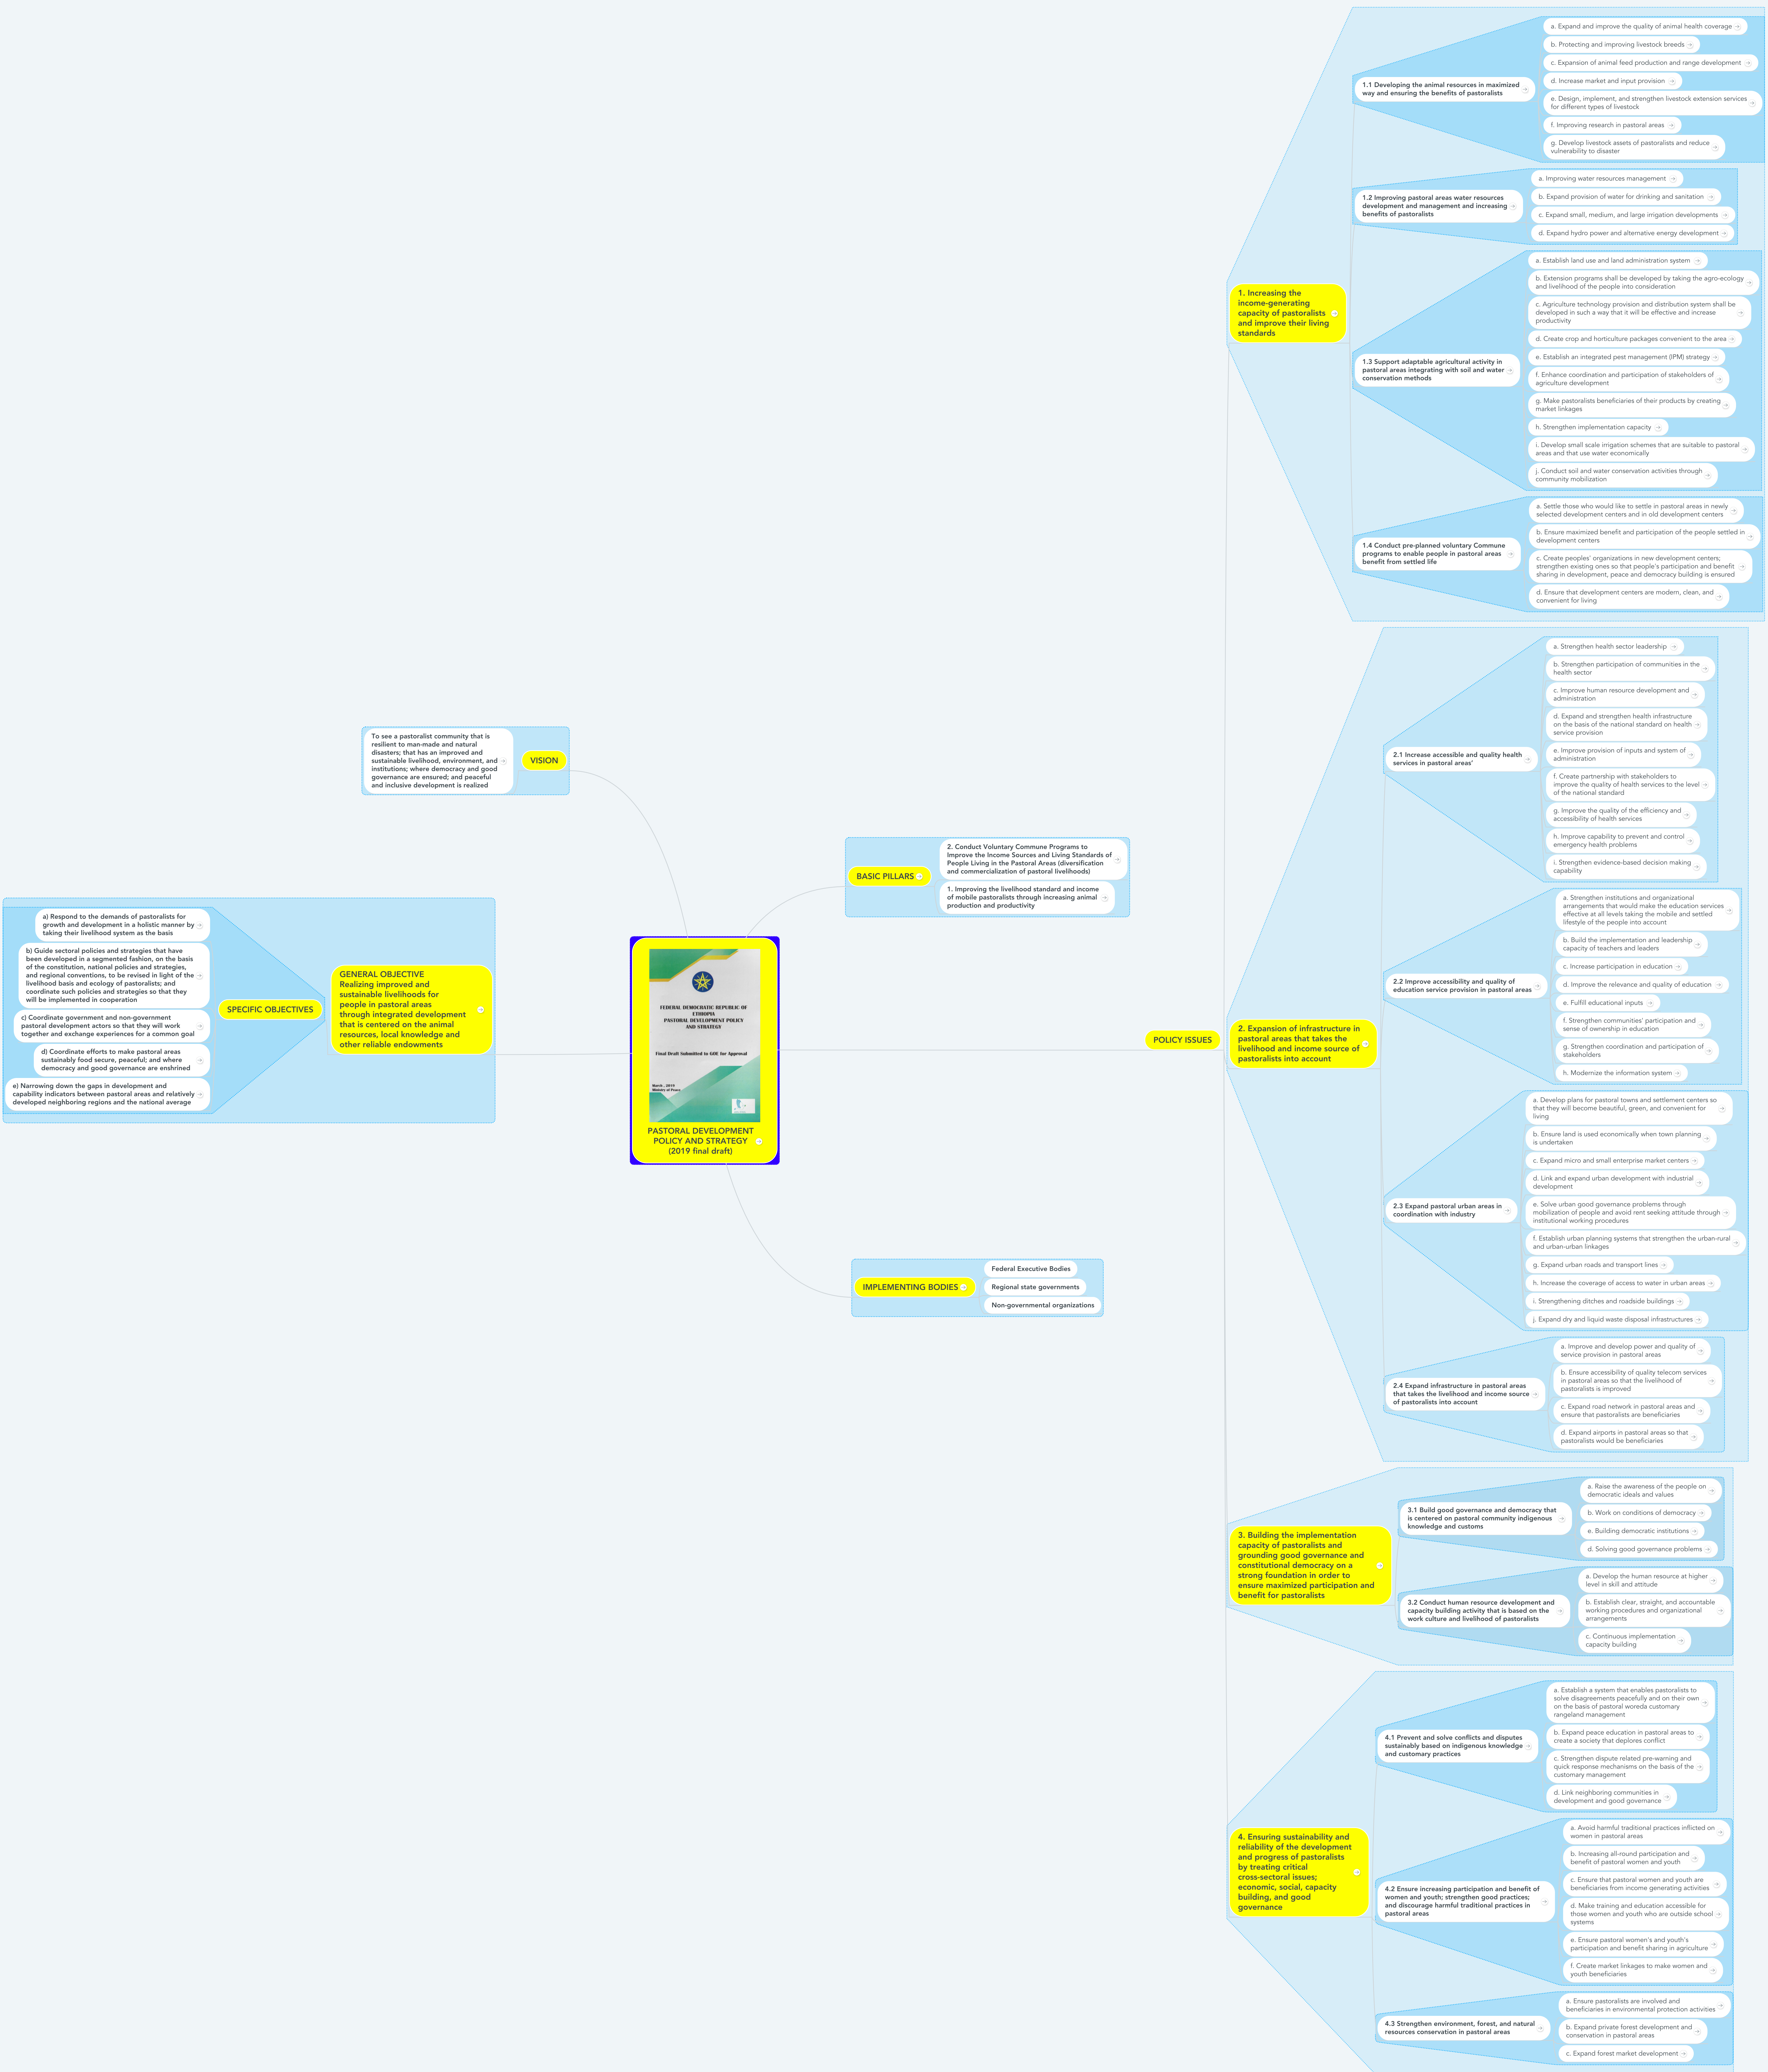 FEDERAL DEMOCRATIC REPUBLIC OF
ETHIOPIA
PASTORAL DEVELOPMENT POLICY
AND STRATEGY
Final Draft Submitted to GOE for Approval
March , 2019
Ministry of Peace
PASTORAL DEVELOPMENT
POLICY AND STRATEGY
(2019 final draft)
VISION
To see a pastoralist community that is
resilient to man-made and natural
disasters; that has an improved and
sustainable livelihood, environment, and
institutions; where democracy and good
governance are ensured; and peaceful
and inclusive development is realized
GENERAL OBJECTIVE
Realizing improved and
sustainable livelihoods for
people in pastoral areas
through integrated development
that is centered on the animal
resources, local knowledge and
other reliable endowments
SPECIFIC OBJECTIVES
a) Respond to the demands of pastoralists for
growth and development in a holistic manner by
taking their livelihood system as the basis
b) Guide sectoral policies and strategies that have
been developed in a segmented fashion, on the basis
of the constitution, national policies and strategies,
and regional conventions, to be revised in light of the
livelihood basis and ecology of pastoralists; and
coordinate such policies and strategies so that they
will be implemented in cooperation
c) Coordinate government and non-government
pastoral development actors so that they will work
together and exchange experiences for a common goal
d) Coordinate efforts to make pastoral areas
sustainably food secure, peaceful; and where
democracy and good governance are enshrined
e) Narrowing down the gaps in development and
capability indicators between pastoral areas and relatively
developed neighboring regions and the national average
BASIC PILLARS
2. Conduct Voluntary Commune Programs to
Improve the Income Sources and Living Standards of
People Living in the Pastoral Areas (diversification
and commercialization of pastoral livelihoods)
1. Improving the livelihood standard and income
of mobile pastoralists through increasing animal
production and productivity
IMPLEMENTING BODIES
Federal Executive Bodies
Regional state governments
Non-governmental organizations
POLICY ISSUES
1. Increasing the
income-generating
capacity of pastoralists
and improve their living
standards
1.1 Developing the animal resources in maximized
way and ensuring the benefits of pastoralists
a. Expand and improve the quality of animal health coverage
b. Protecting and improving livestock breeds
c. Expansion of animal feed production and range development
d. Increase market and input provision
e. Design, implement, and strengthen livestock extension services
for different types of livestock
f. Improving research in pastoral areas
g. Develop livestock assets of pastoralists and reduce
vulnerability to disaster
1.2 Improving pastoral areas water resources
development and management and increasing
benefits of pastoralists
a. Improving water resources management
b. Expand provision of water for drinking and sanitation
c. Expand small, medium, and large irrigation developments
d. Expand hydro power and alternative energy development
1.3 Support adaptable agricultural activity in
pastoral areas integrating with soil and water
conservation methods
a. Establish land use and land administration system
b. Extension programs shall be developed by taking the agro-ecology
and livelihood of the people into consideration
c. Agriculture technology provision and distribution system shall be
developed in such a way that it will be effective and increase
productivity
d. Create crop and horticulture packages convenient to the area
e. Establish an integrated pest management (IPM) strategy
f. Enhance coordination and participation of stakeholders of
agriculture development
g. Make pastoralists beneficiaries of their products by creating
market linkages
h. Strengthen implementation capacity
i. Develop small scale irrigation schemes that are suitable to pastoral
areas and that use water economically
j. Conduct soil and water conservation activities through
community mobilization
1.4 Conduct pre-planned voluntary Commune
programs to enable people in pastoral areas
benefit from settled life
a. Settle those who would like to settle in pastoral areas in newly
selected development centers and in old development centers
b. Ensure maximized benefit and participation of the people settled in
development centers
c. Create peoples' organizations in new development centers;
strengthen existing ones so that people's participation and benefit
sharing in development, peace and democracy building is ensured
d. Ensure that development centers are modern, clean, and
convenient for living
2. Expansion of infrastructure in
pastoral areas that takes the
livelihood and income source of
pastoralists into account
2.1 Increase accessible and quality health
services in pastoral areas'
a. Strengthen health sector leadership
b. Strengthen participation of communities in the
health sector
c. Improve human resource development and
administration
d. Expand and strengthen health infrastructure
on the basis of the national standard on health
service provision
e. Improve provision of inputs and system of
administration
f. Create partnership with stakeholders to
improve the quality of health services to the level
of the national standard
g. Improve the quality of the efficiency and
accessibility of health services
h. Improve capability to prevent and control
emergency health problems
i. Strengthen evidence-based decision making
capability
2.2 Improve accessibility and quality of
education service provision in pastoral areas
a. Strengthen institutions and organizational
arrangements that would make the education services
effective at all levels taking the mobile and settled
lifestyle of the people into account
b. Build the implementation and leadership
capacity of teachers and leaders
c. Increase participation in education
d. Improve the relevance and quality of education
e. Fulfill educational inputs
f. Strengthen communities' participation and
sense of ownership in education
g. Strengthen coordination and participation of
stakeholders
h. Modernize the information system
2.3 Expand pastoral urban areas in
coordination with industry
a. Develop plans for pastoral towns and settlement centers so
that they will become beautiful, green, and convenient for
living
b. Ensure land is used economically when town planning
is undertaken
c. Expand micro and small enterprise market centers
d. Link and expand urban development with industrial
development
e. Solve urban good governance problems through
mobilization of people and avoid rent seeking attitude through
institutional working procedures
f. Establish urban planning systems that strengthen the urban-rural
and urban-urban linkages
g. Expand urban roads and transport lines
h. Increase the coverage of access to water in urban areas
i. Strengthening ditches and roadside buildings
j. Expand dry and liquid waste disposal infrastructures
2.4 Expand infrastructure in pastoral areas
that takes the livelihood and income source
of pastoralists into account
a. Improve and develop power and quality of
service provision in pastoral areas
b. Ensure accessibility of quality telecom services
in pastoral areas so that the livelihood of
pastoralists is improved
c. Expand road network in pastoral areas and
ensure that pastoralists are beneficiaries
d. Expand airports in pastoral areas so that
pastoralists would be beneficiaries
3. Building the implementation
capacity of pastoralists and
grounding good governance and
constitutional democracy on a
strong foundation in order to
ensure maximized participation and
benefit for pastoralists
3.1 Build good governance and democracy that
is centered on pastoral community indigenous
knowledge and customs
a. Raise the awareness of the people on
democratic ideals and values
b. Work on conditions of democracy
e. Building democratic institutions
d. Solving good governance problems
3.2 Conduct human resource development and
capacity building activity that is based on the
work culture and livelihood of pastoralists
a. Develop the human resource at higher
level in skill and attitude
b. Establish clear, straight, and accountable
working procedures and organizational
arrangements
c. Continuous implementation
capacity building
4. Ensuring sustainability and
reliability of the development
and progress of pastoralists
by treating critical
cross-sectoral issues;
economic, social, capacity
building, and good
governance
4.1 Prevent and solve conflicts and disputes
sustainably based on indigenous knowledge
and customary practices
a. Establish a system that enables pastoralists to
solve disagreements peacefully and on their own
on the basis of pastoral woreda customary
rangeland management
b. Expand peace education in pastoral areas to
create a society that deplores conflict
c. Strengthen dispute related pre-warning and
quick response mechanisms on the basis of the
customary management
d. Link neighboring communities in
development and good governance
4.2 Ensure increasing participation and benefit of
women and youth; strengthen good practices;
and discourage harmful traditional practices in
pastoral areas
a. Avoid harmful traditional practices inflicted on
women in pastoral areas
b. Increasing all-round participation and
benefit of pastoral women and youth
c. Ensure that pastoral women and youth are
beneficiaries from income generating activities
d. Make training and education accessible for
those women and youth who are outside school
systems
e. Ensure pastoral women's and youth's
participation and benefit sharing in agriculture
f. Create market linkages to make women and
youth beneficiaries
4.3 Strengthen environment, forest, and natural
resources conservation in pastoral areas
a. Ensure pastoralists are involved and
beneficiaries in environmental protection activities
b. Expand private forest development and
conservation in pastoral areas
c. Expand forest market development